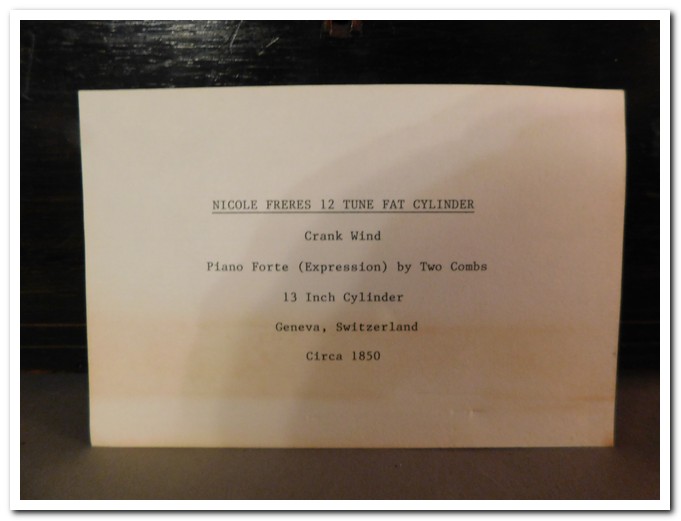 NICOLE FRERES 12 TUNE FAT CYLINDER
Crank Wind
Piano Forte (Expression) by Two Combs
13 Inch Cylinder
Geneva, Switzerland
Circa 1850